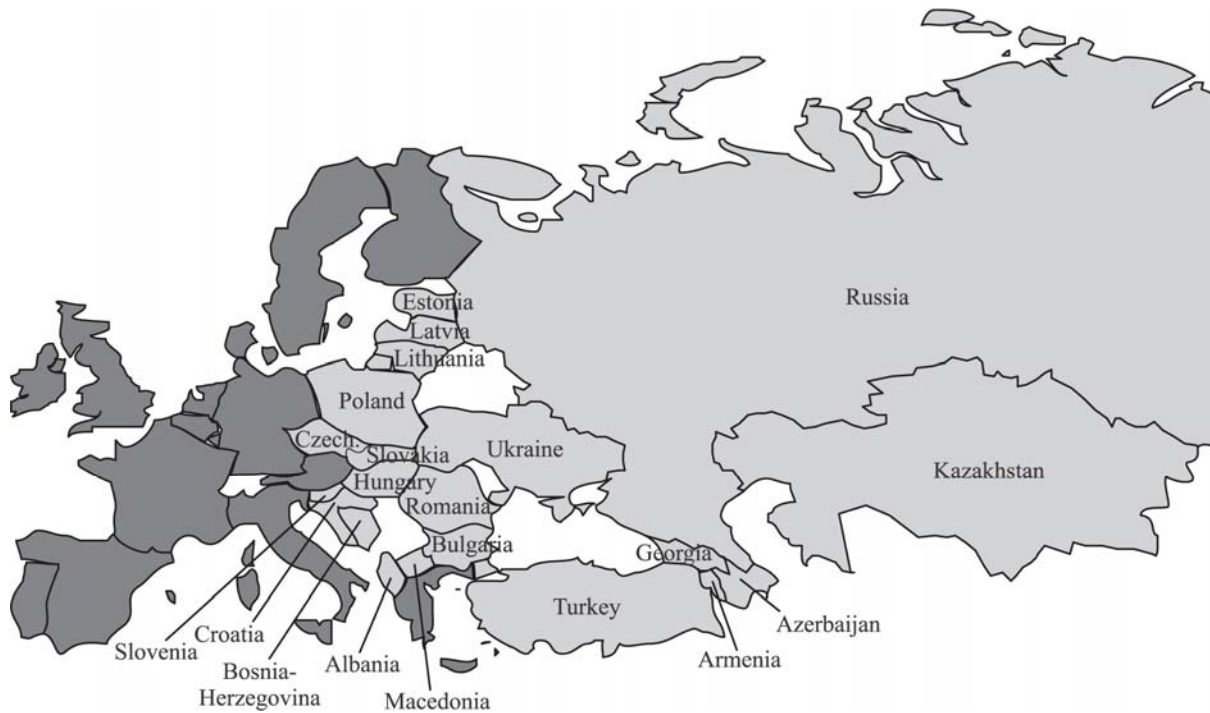 Russia
Estonia
Latvia
Lithuania
Poland
Czech.
Slovakia
Ukraine
Kazakhstan
Hungary
Romania
Bulgaria
Georgia
Turkey
Azerbaijan
Armenia
Croatia
Slovenia
Bosnia-
Herzegovina
Albania
Macedonia